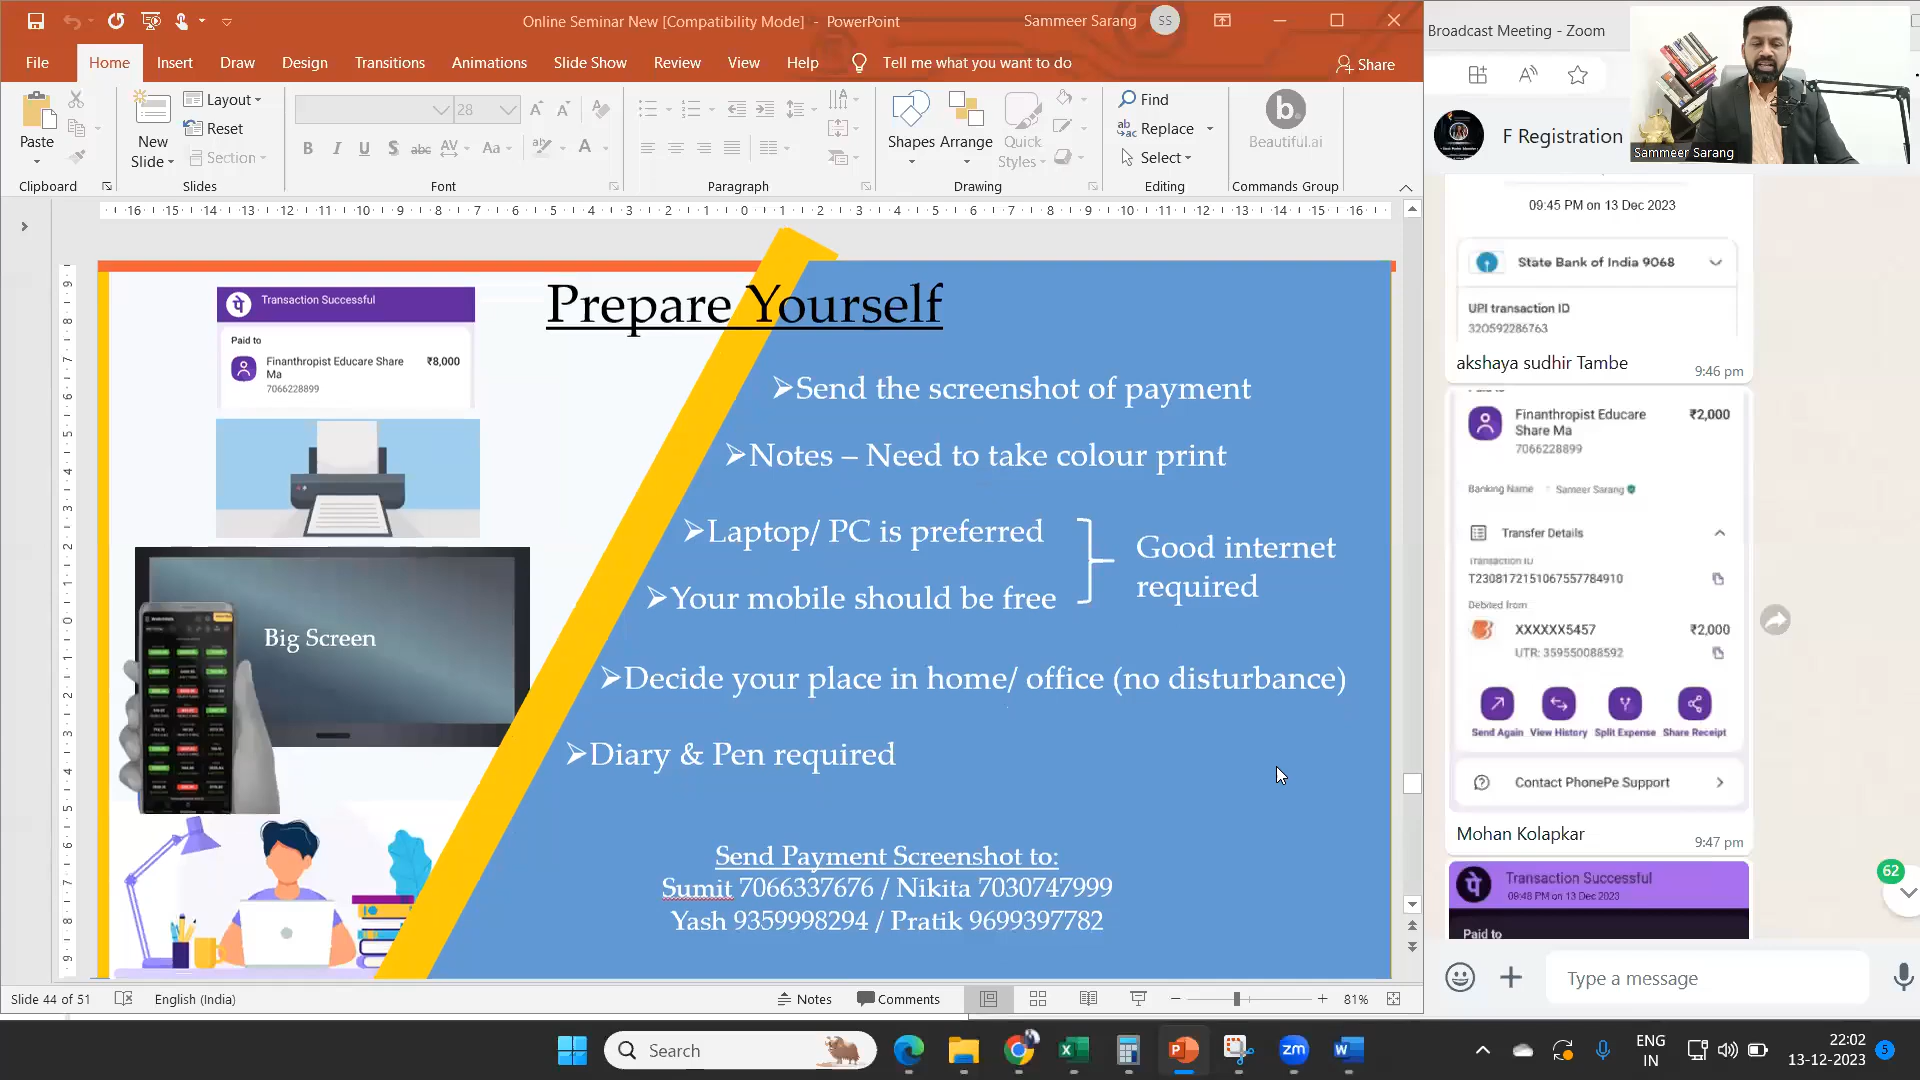 Online Seminar New [Compatibility Mode] - PowerPoint
Sammeer Sarang
SS
File Home Insert Draw Design Transitions Animations Slide Show Review View Help Tell me what you want to do
Share
Paste
Clipboard
New Slide
Layout
Reset
Section
Slides
28
Font
Paragraph
Shapes
Arrange
Quick Styles
Drawing
Find
Replace
Select
Editing
b.
Beautiful.ai
Commands Group
Transaction Successful
Paid to
Finanthropist Educare Share Ma
₹8,000
7066228899
Big Screen
Prepare Yourself
➢Send the screenshot of payment
➢Notes – Need to take colour print
➢Laptop/ PC is preferred
➢Your mobile should be free
Good internet
required
➢Decide your place in home/ office (no disturbance)
➢Diary & Pen required
Send Payment Screenshot to:
Sumit 7066337676 / Nikita 7030747999
Yash 9359998294 / Pratik 9699397782
Slide 44 of 51
English (India)
Notes
Comments
81%
Broadcast Meeting - Zoom
F Registration
Sammeer Sarang
09:45 PM on 13 Dec 2023
State Bank of India 9068
UPI transaction ID
320592286763
akshaya sudhir Tambe
9:46 pm
Finanthropist Educare
Share Ma
₹2,000
7066228899
Banking Name : Sameer Sarang
Transfer Details
Transaction ID
T2308172151067557784910
Debited from
XXXXXX5457
₹2,000
UTR: 359550088592
Send Again View History Split Expense Share Receipt
Contact PhonePe Support
Mohan Kolapkar
9:47 pm
Transaction Successful
09:48 PM on 13 Dec 2023
Paid to
62
Type a message
Search
ENG
IN
22:02
13-12-2023
5